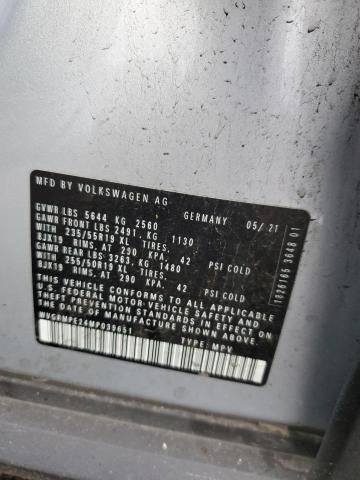 MFD BY VOLKSWAGEN AG GERMANY 05/21
GVWR LBS 5644 KG 2560
GAWR FRONT LBS 2491, KG 1130
WITH 235/55R19 XL TIRES,
8JX19 RIMS, AT 290 KPA, 42 PSI COLD
GAWR REAR LBS 3263, KG 1480
WITH 255/50R19 XL TIRES,
8JX19 RIMS, AT 290 KPA, 42 PSI COLD
THIS VEHICLE CONFORMS TO ALL APPLICABLE
U.S. FEDERAL MOTOR VEHICLE SAFETY
STANDARDS IN EFFECT ON THE DATE
OF MANUFACTURE SHOWN ABOVE.
TYPE: MPV